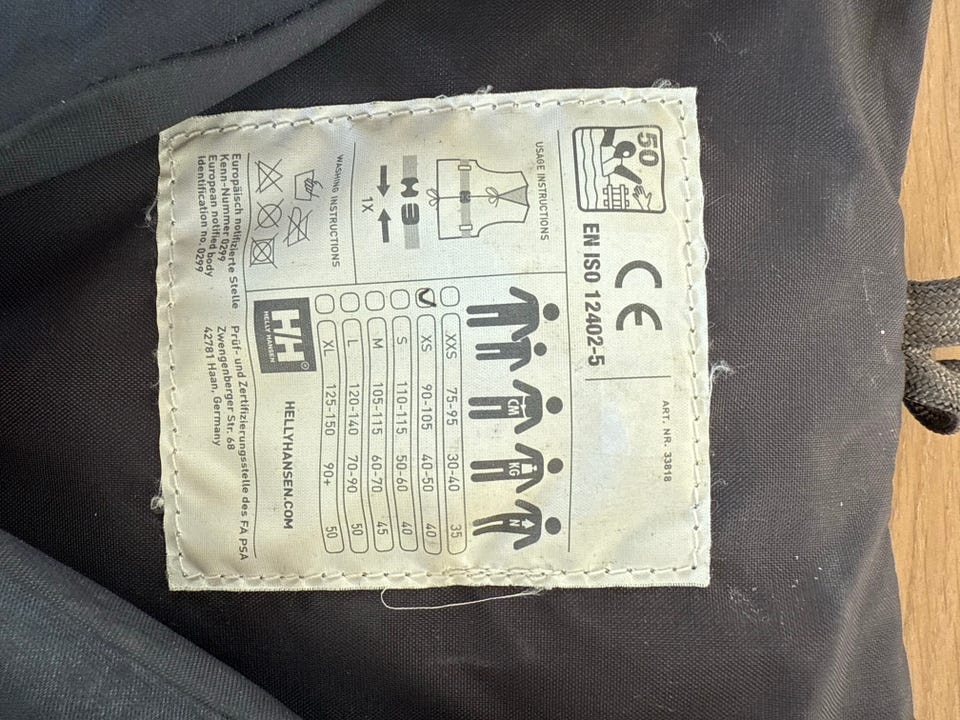 50
EN ISO 12402-5
CE
ART. NR. 33818
USAGE INSTRUCTIONS
1X
CM
KG
N
XXS 75-95 30-40 35
XS 90-105 40-50 40
S 110-115 50-60 40
M 105-115 60-70 45
L 120-140 70-90 50
XL 125-150 90+ 50
WASHING INSTRUCTIONS
HH
HELLY HANSEN
HELLYHANSEN.COM
Europäisch notifizierte Stelle
Kenn-Nummer 0299
European notified body
Identification no. 0299
Prüf- und Zertifizierungsstelle des FA PSA
Zwengenberger Str. 68
42781 Haan, Germany